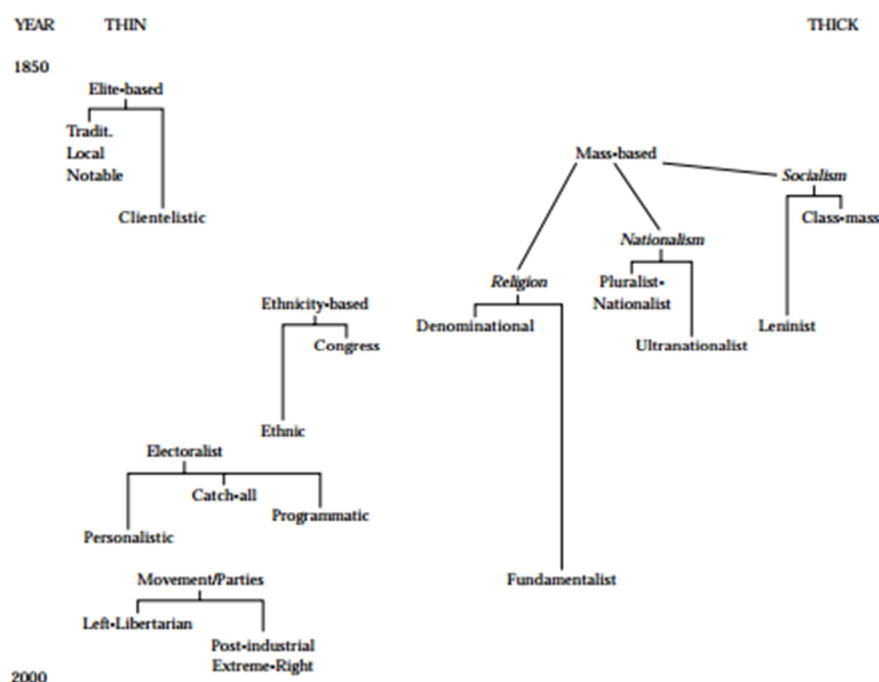 YEAR THIN THICK
1850
Elite-based
Tradit.
Local
Notable
Mass-based
Socialism
Clientelistic
Class-mass
Nationalism
Religion
Pluralist-
Nationalist
Ethnicity-based
Denominational
Leninist
Congress
Ultranationalist
Ethnic
Electoralist
Catch-all
Programmatic
Personalistic
Movement/Parties
Fundamentalist
Left-Libertarian
Post-industrial
Extreme-Right
2000